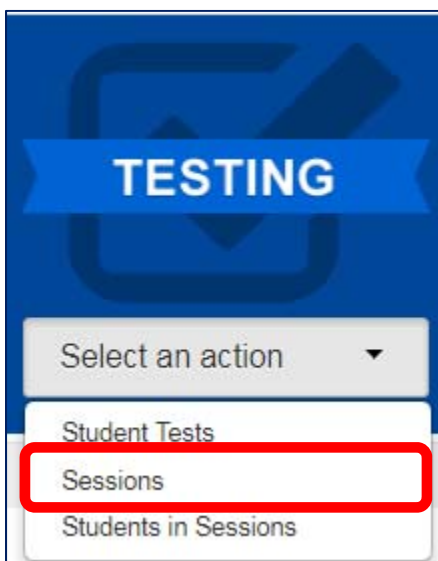 TESTING
Select an action
Student Tests
Sessions
Students in Sessions